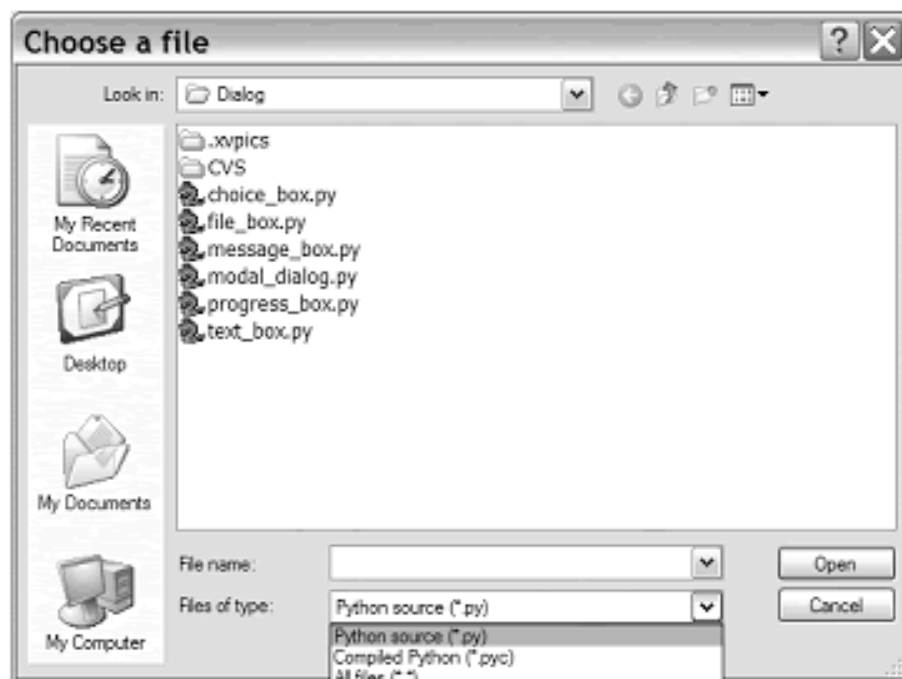 Choose a file
Look in: Dialog
.xvpics
CVS
choice_box.py
file_box.py
message_box.py
modal_dialog.py
progress_box.py
text_box.py
My Recent
Documents
Desktop
My Documents
My Computer
File name:
Open
Files of type: Python source (*.py)
Cancel
Python source (*.py)
Compiled Python (*.pyc)
All files (*.*)